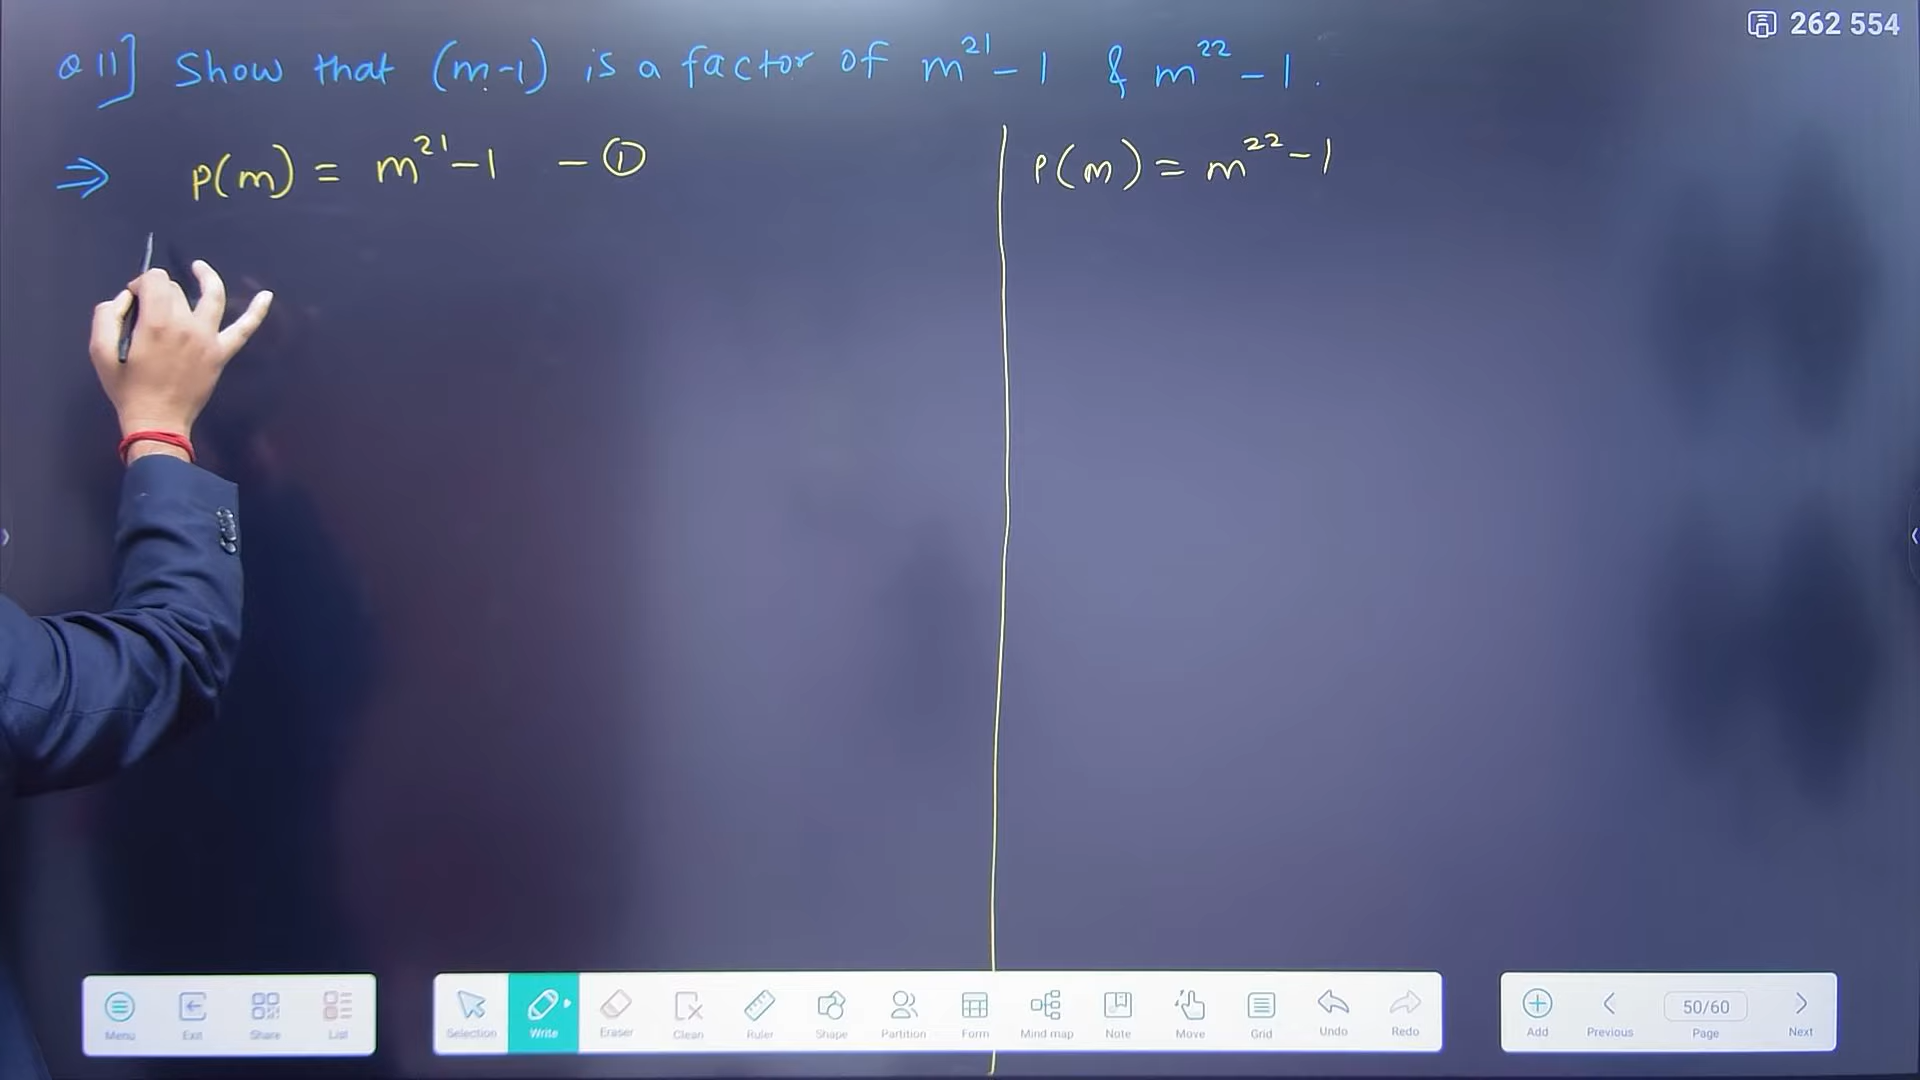 262 554
Q 11] Show that (m-1) is a factor of m²¹ - 1 & m²² - 1.
⇒ P(m) = m²¹ - 1 - ①
P(m) = m²² - 1
Menu Exit Share List
Selection Write Eraser Clean Ruler Shape Partition Form Mind map Note Move Grid Undo Redo
Add Previous 50/60 Page Next